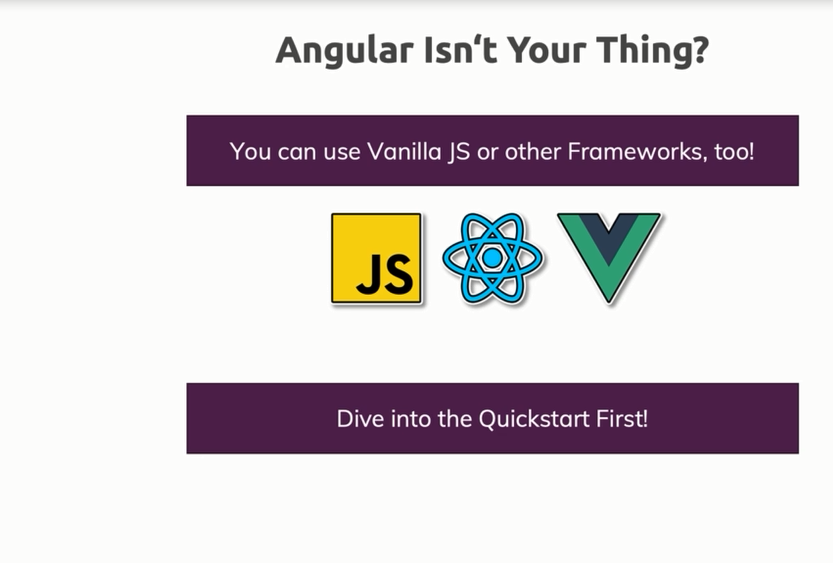 Angular Isn‘t Your Thing?
You can use Vanilla JS or other Frameworks, too!
JS
Dive into the Quickstart First!